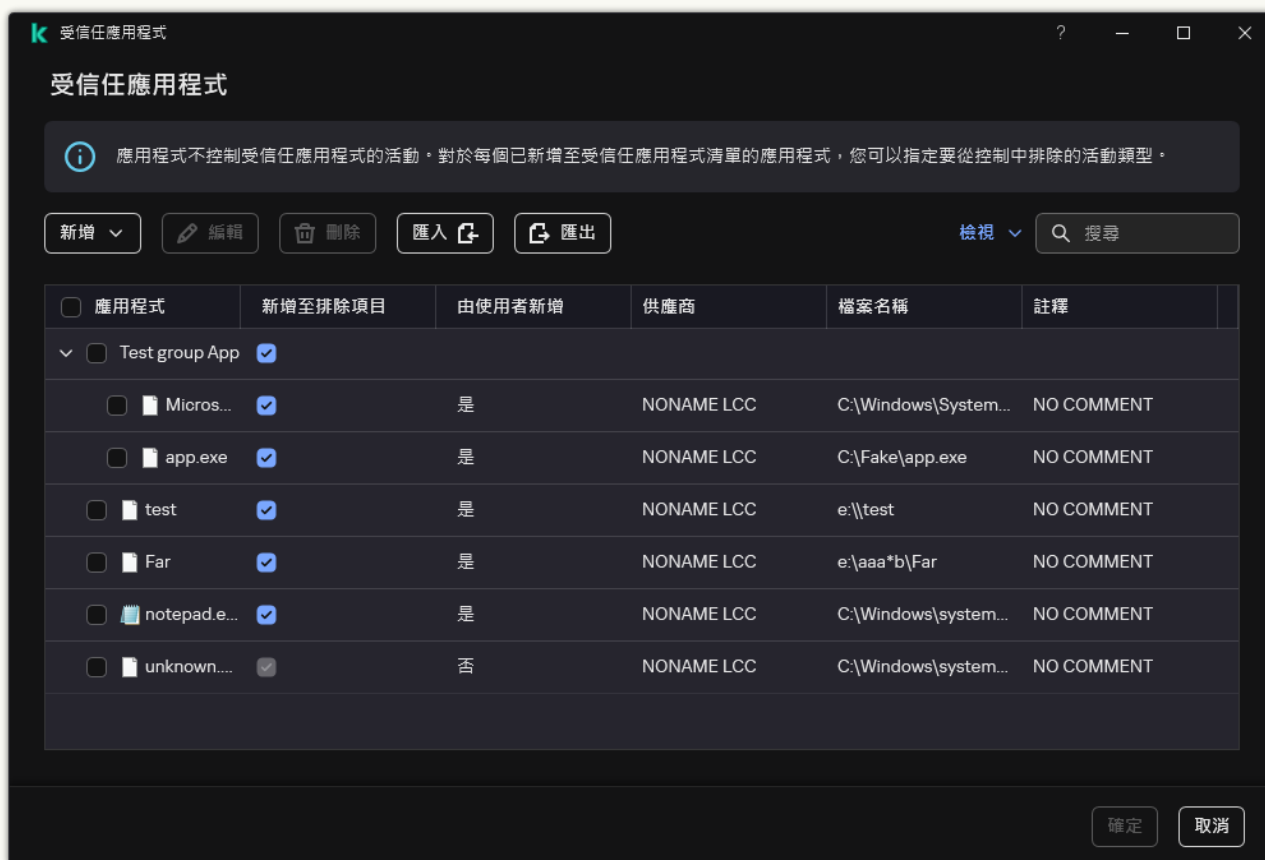 受信任應用程式
?
受信任應用程式
應用程式不控制受信任應用程式的活動。對於每個已新增至受信任應用程式清單的應用程式，您可以指定要從控制中排除的活動類型。
新增 編輯 刪除 匯入 匯出 檢視 搜尋
應用程式 新增至排除項目 由使用者新增 供應商 檔案名稱 註釋
Test group App
Micros... 是 NONAME LCC C:\Windows\System... NO COMMENT
app.exe 是 NONAME LCC C:\Fake\app.exe NO COMMENT
test 是 NONAME LCC e:\\test NO COMMENT
Far 是 NONAME LCC e:\aaa*b\Far NO COMMENT
notepad.e... 是 NONAME LCC C:\Windows\system... NO COMMENT
unknown.... 否 NONAME LCC C:\Windows\system... NO COMMENT
確定 取消